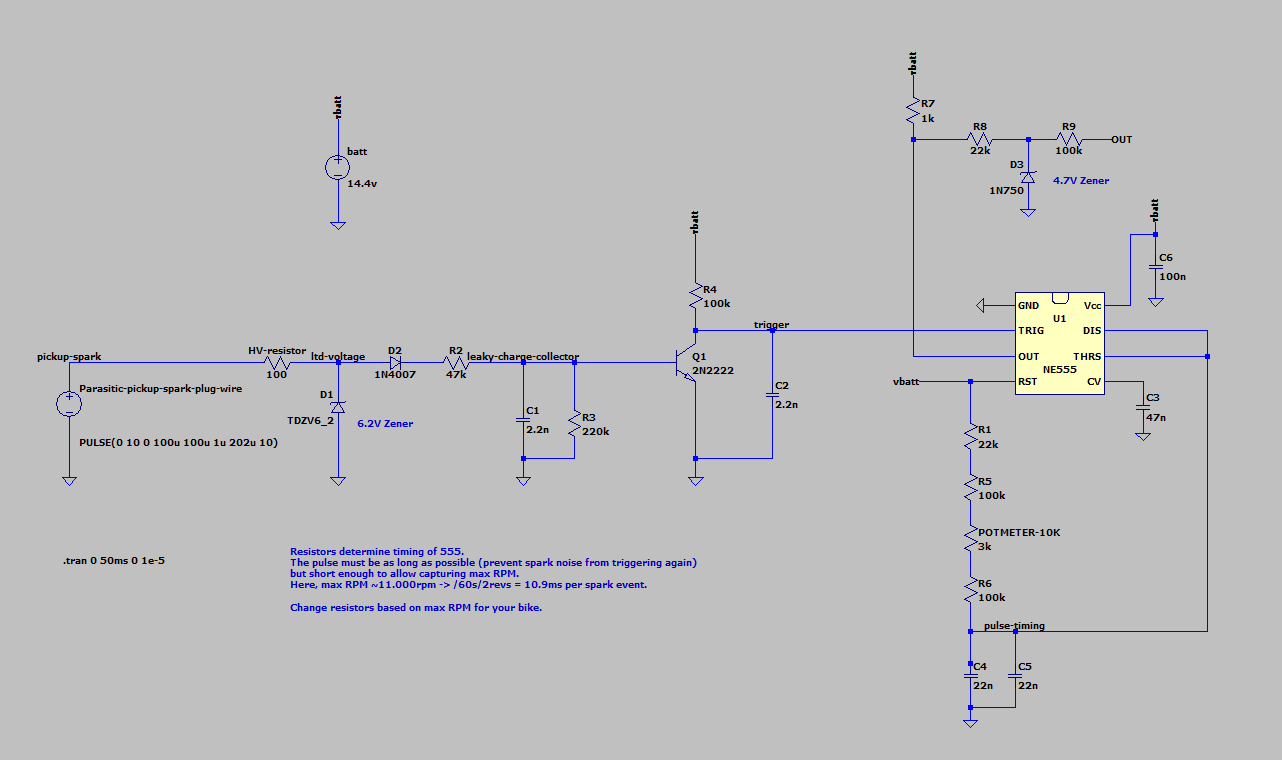 vbatt
R7
1k
R8
22k
R9
100k
OUT
vbatt
batt
14.4v
D3
1N750
4.7V Zener
vbatt
vbatt
C6
100n
R4
100k
GND
Vcc
U1
TRIG
DIS
OUT
THRS
NE555
RST
CV
trigger
pickup-spark
HV-resistor
100
ltd-voltage
D2
1N4007
R2
47k
leaky-charge-collector
Q1
2N2222
vbatt
Parasitic-pickup-spark-plug-wire
D1
TDZV6_2
6.2V Zener
C1
2.2n
R3
220k
C2
2.2n
C3
47n
PULSE(0 10 0 100u 100u 1u 202u 10)
R1
22k
R5
100k
POTMETER-10K
3k
R6
100k
pulse-timing
C4
22n
C5
22n
.tran 0 50ms 0 1e-5
Resistors determine timing of 555.
The pulse must be as long as possible (prevent spark noise from triggering again)
but short enough to allow capturing max RPM.
Here, max RPM ~11.000rpm -> /60s/2revs = 10.9ms per spark event.
Change resistors based on max RPM for your bike.